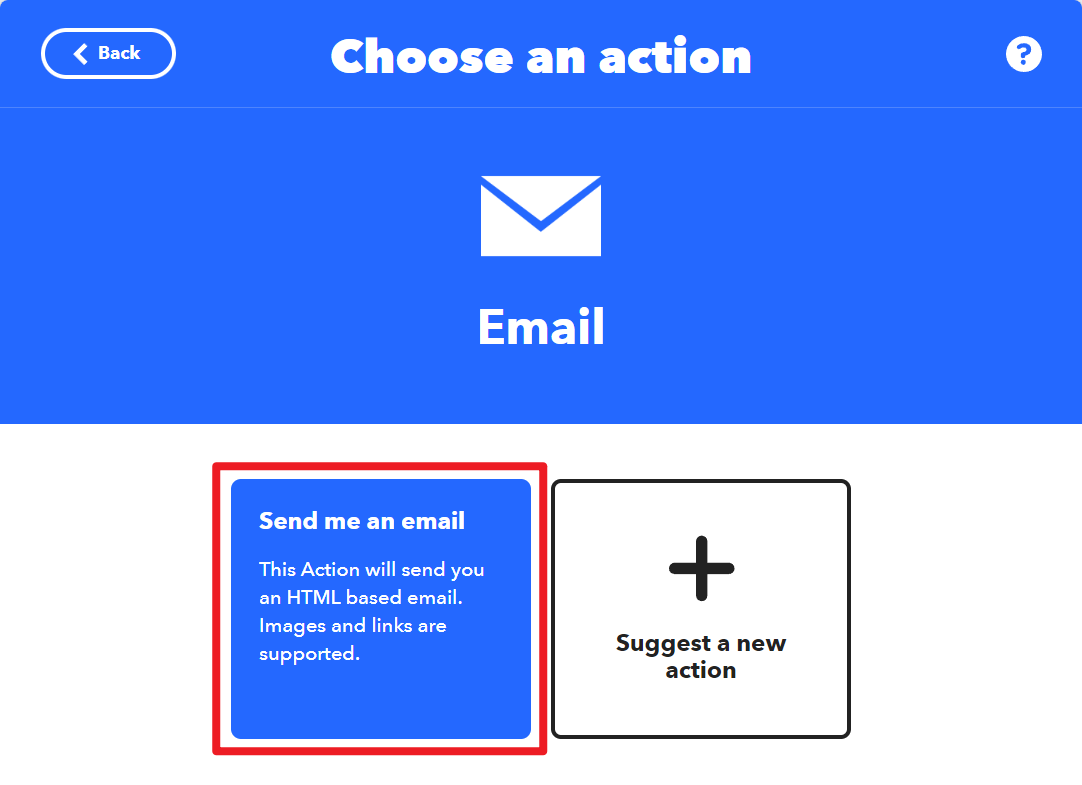 Back
Choose an action
?
Email
Send me an email
This Action will send you
an HTML based email.
Images and links are
supported.
Suggest a new
action